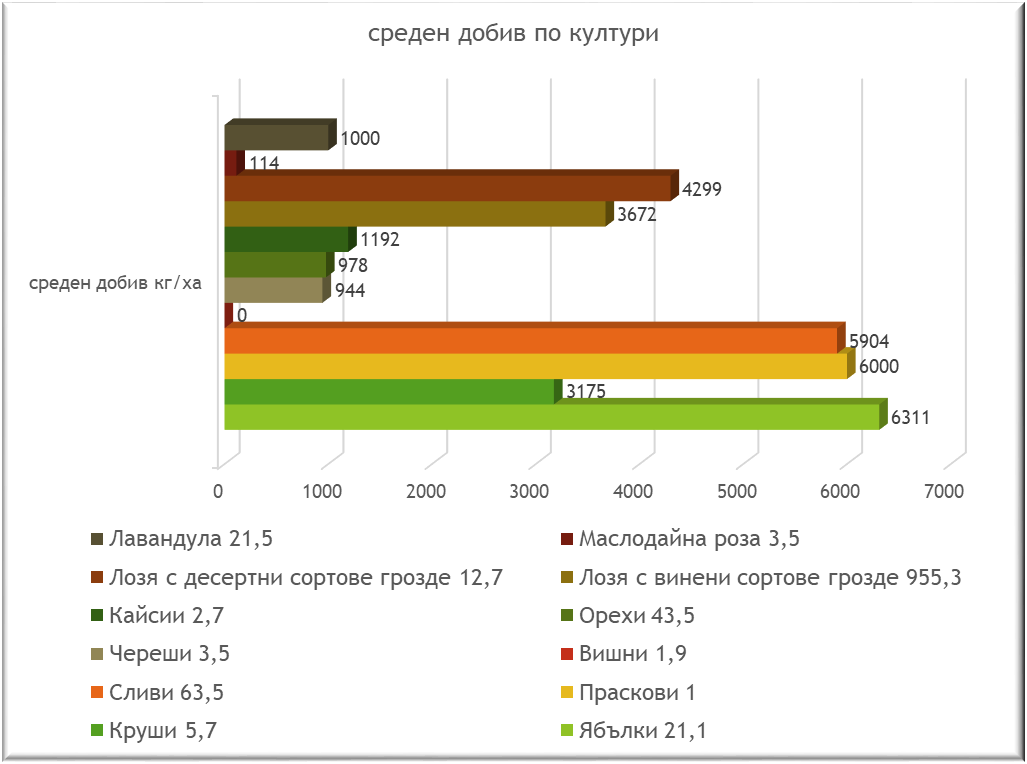 среден добив по култури
1000
114
4299
3672
1192
978
среден добив кг/ха
944
0
5904
6000
3175
6311
0 1000 2000 3000 4000 5000 6000 7000
Лавандула 21,5 Маслодайна роза 3,5
Лозя с десертни сортове грозде 12,7 Лозя с винени сортове грозде 955,3
Кайсии 2,7 Орехи 43,5
Череши 3,5 Вишни 1,9
Сливи 63,5 Праскови 1
Круши 5,7 Ябълки 21,1